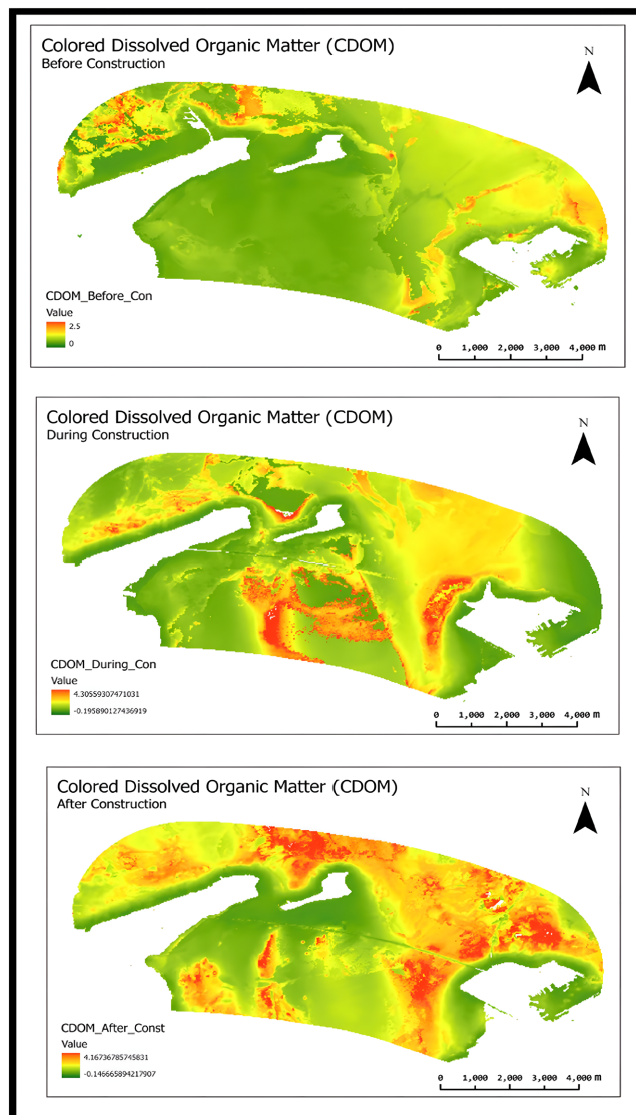 Colored Dissolved Organic Matter (CDOM)
Before Construction
N
CDOM_Before_Con
Value
2.5
0
0 1,000 2,000 3,000 4,000 m
Colored Dissolved Organic Matter (CDOM)
During Construction
N
CDOM_During_Con
Value
4.30559307471031
-0.195890127436919
0 1,000 2,000 3,000 4,000 m
Colored Dissolved Organic Matter (CDOM)
After Construction
N
CDOM_After_Const
Value
4.16736785745831
-0.146665894217907
0 1,000 2,000 3,000 4,000 m